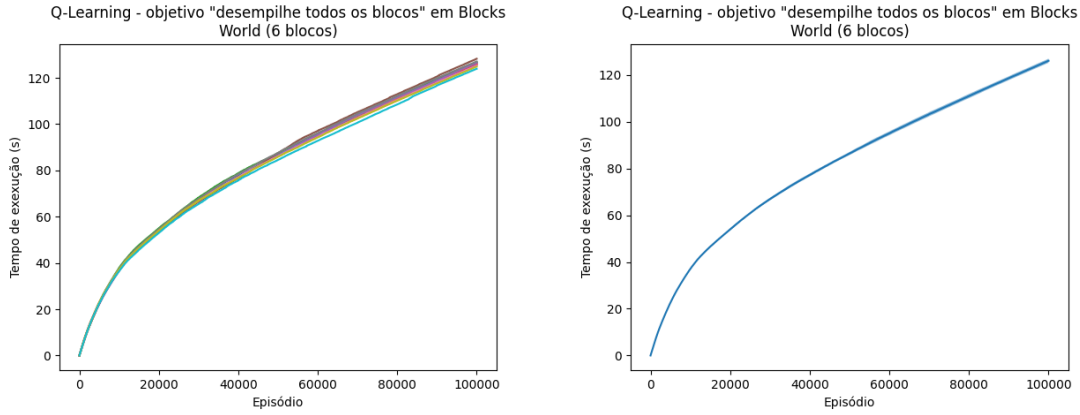 Q-Learning - objetivo "desempilhe todos os blocos" em Blocks
World (6 blocos)
120
100
80
60
40
20
0
Tempo de exexução (s)
0 20000 40000 60000 80000 100000
Episódio
Q-Learning - objetivo "desempilhe todos os blocos" em Blocks
World (6 blocos)
120
100
80
60
40
20
0
Tempo de exexução (s)
0 20000 40000 60000 80000 100000
Episódio